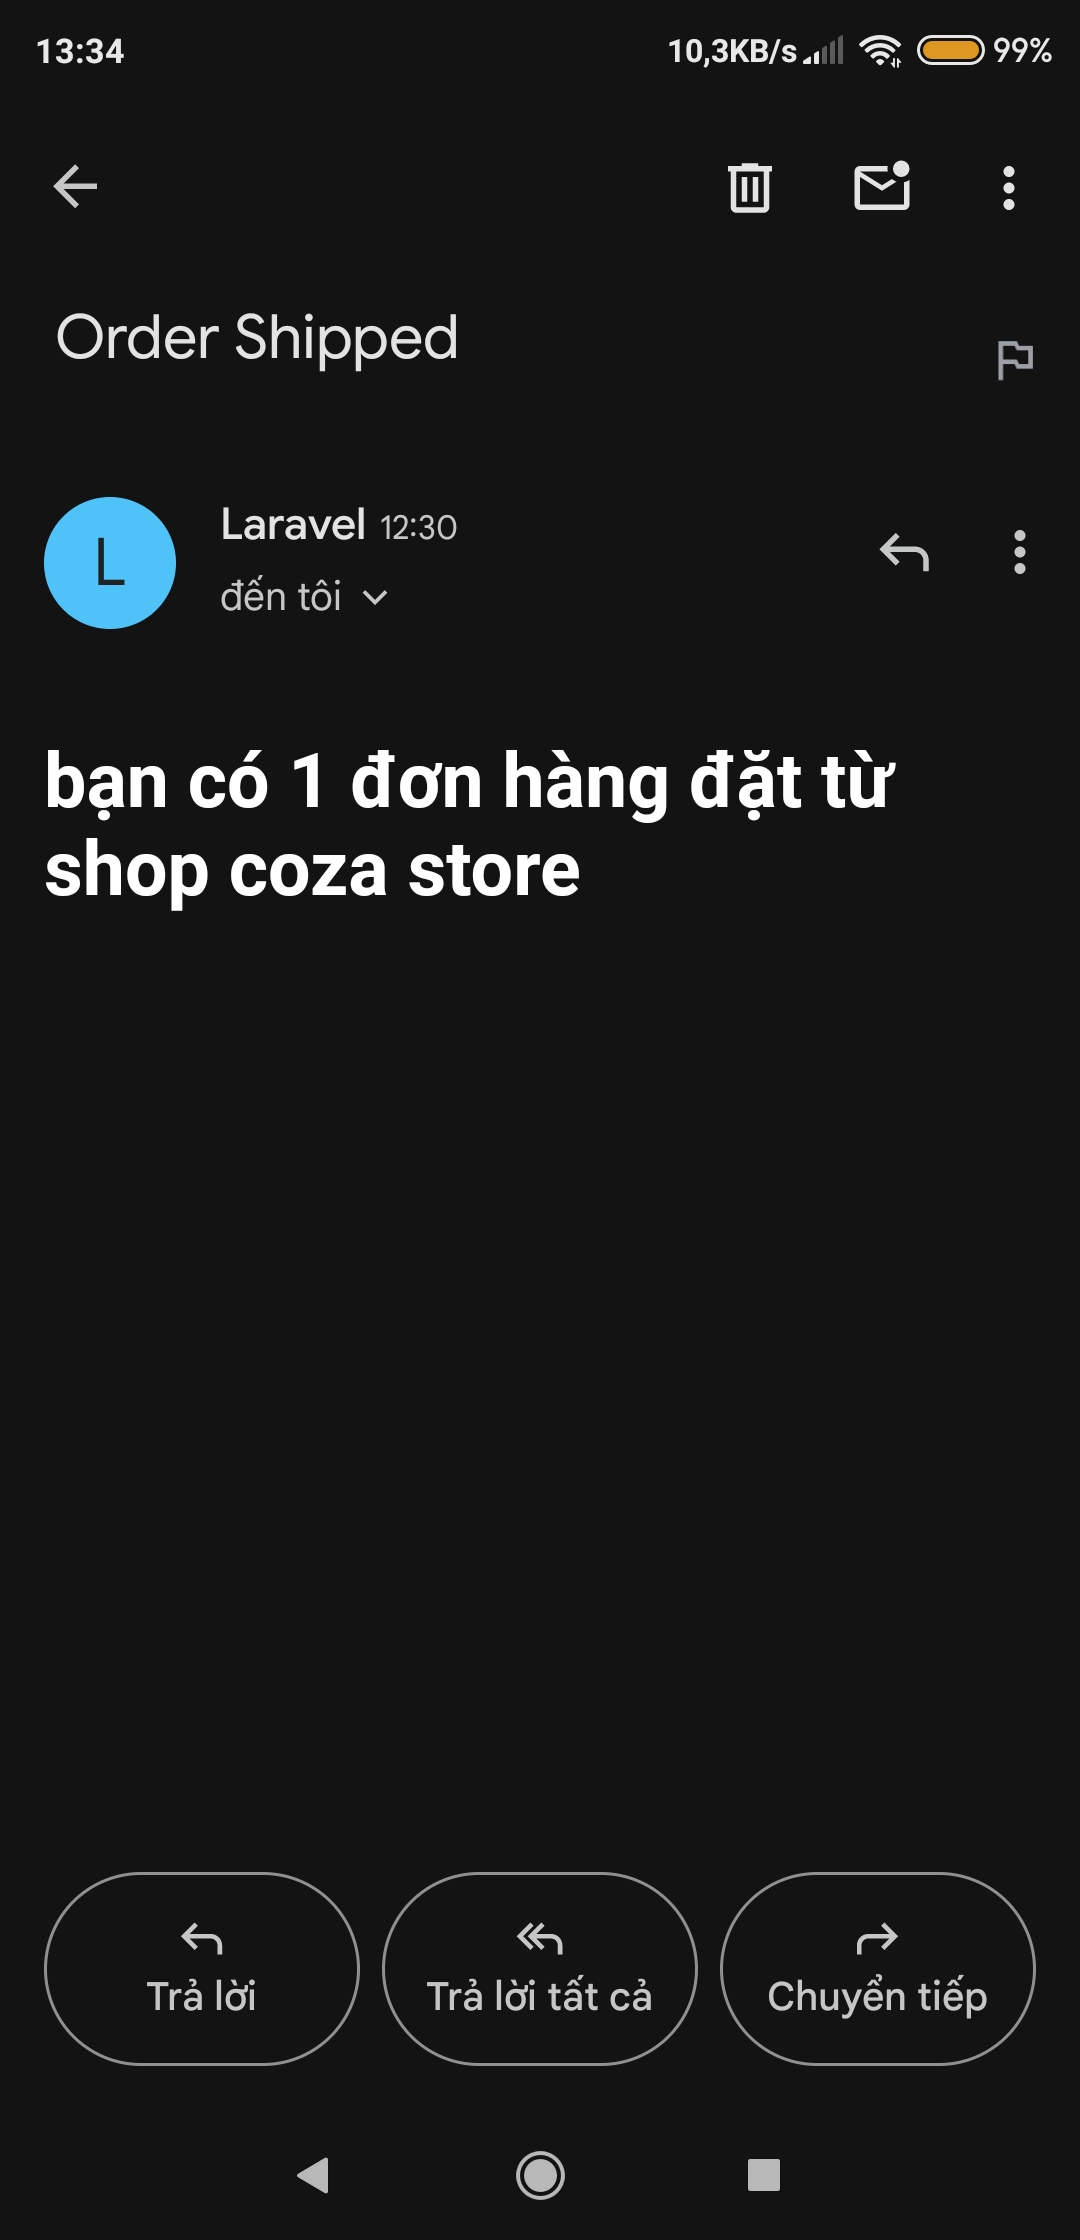 13:34 10,3KB/s 99%
Order Shipped
L
Laravel 12:30
đến tôi
bạn có 1 đơn hàng đặt từ
shop coza store
Trả lời Trả lời tất cả Chuyển tiếp